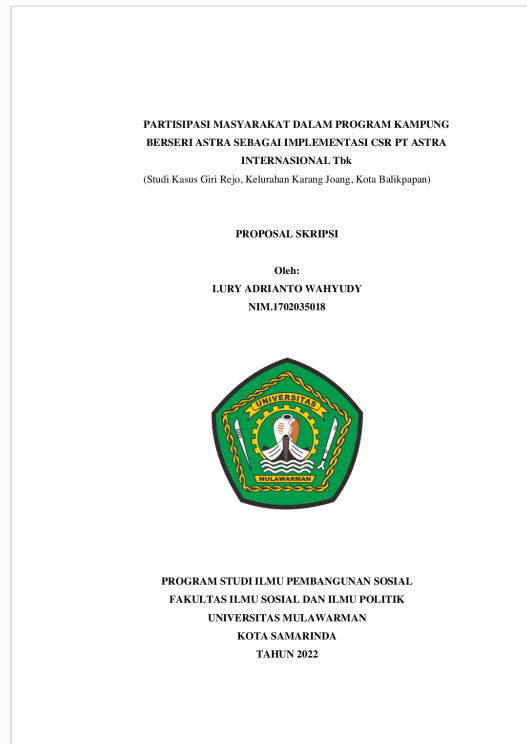 PARTISIPASI MASYARAKAT DALAM PROGRAM KAMPUNG
BERSERI ASTRA SEBAGAI IMPLEMENTASI CSR PT ASTRA
INTERNASIONAL Tbk
(Studi Kasus Giri Rejo, Kelurahan Karang Joang, Kota Balikpapan)
PROPOSAL SKRIPSI
Oleh:
LURY ADRIANTO WAHYUDY
NIM.1702035018
UNIVERSITAS
MULAWARMAN
PROGRAM STUDI ILMU PEMBANGUNAN SOSIAL
FAKULTAS ILMU SOSIAL DAN ILMU POLITIK
UNIVERSITAS MULAWARMAN
KOTA SAMARINDA
TAHUN 2022